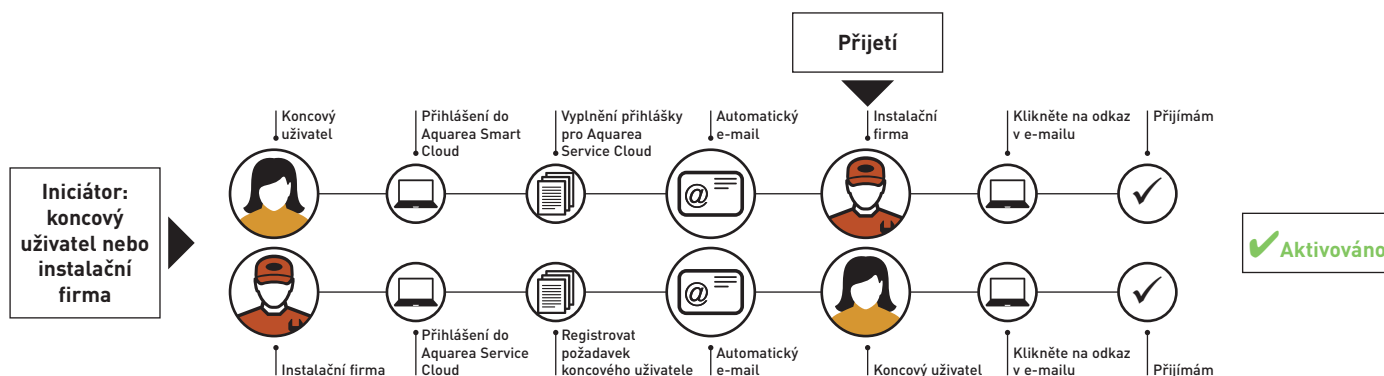 Přijetí
Koncový
uživatel
Přihlášení do
Aquarea Smart
Cloud
Vyplnění přihlášky
pro Aquarea
Service Cloud
Automatický
e-mail
Instalační
firma
Klikněte na odkaz
v e-mailu
Přijímám
Iniciátor:
koncový
uživatel nebo
instalační
firma
@
@
✔Aktivováno
Instalační firma
Přihlášení do
Aquarea Service
Cloud
Registrovat
požadavek
koncového uživatele
Automatický
e-mail
Koncový uživatel
Klikněte na odkaz
v e-mailu
Přijímám